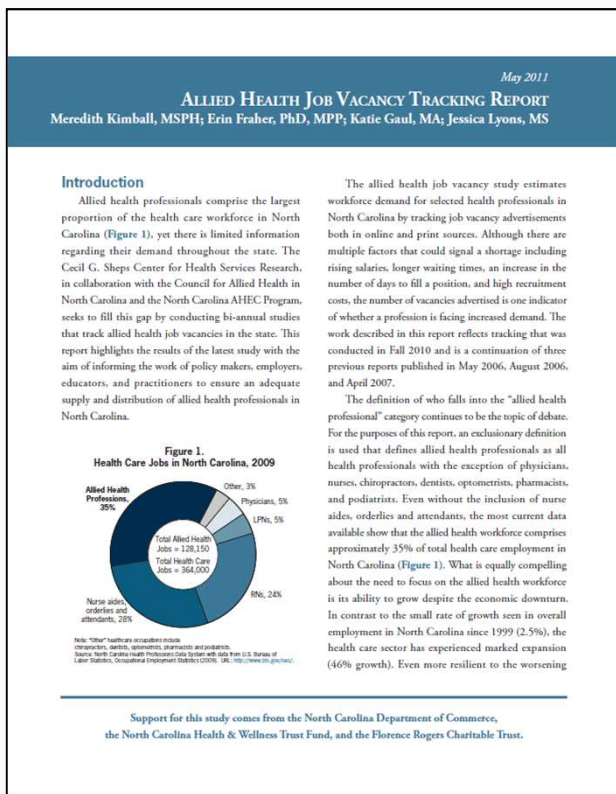 May 2011
ALLIED HEALTH JOB VACANCY TRACKING REPORT
Meredith Kimball, MSPH; Erin Fraher, PhD, MPP; Katie Gaul, MA; Jessica Lyons, MS
Introduction
Allied health professionals comprise the largest
proportion of the health care workforce in North
Carolina (Figure 1), yet there is limited information
regarding their demand throughout the state. The
Cecil G. Sheps Center for Health Services Research,
in collaboration with the Council for Allied Health in
North Carolina and the North Carolina AHEC Program,
seeks to fill this gap by conducting bi-annual studies
that track allied health job vacancies in the state. This
report highlights the results of the latest study with the
aim of informing the work of policy makers, employers,
educators, and practitioners to ensure an adequate
supply and distribution of allied health professionals in
North Carolina.
Figure 1.
Health Care Jobs in North Carolina, 2009
Allied Health
Professions,
35%
Other, 3%
Physicians, 5%
LPNs, 5%
Total Allied Health
Jobs = 128,150
Total Health Care
Jobs = 364,000
RNs, 24%
Nurse aides,
orderlies and
attendants, 28%
Note: "Other" healthcare occupations include
chiropractors, dentists, optometrists, pharmacists and podiatrists.
Source: North Carolina Health Professions Data System with data from U.S. Bureau of
Labor Statistics, Occupational Employment Statistics (2009). URL: http://www.bls.gov/oes/.
The allied health job vacancy study estimates
workforce demand for selected health professionals in
North Carolina by tracking job vacancy advertisements
both in online and print sources. Although there are
multiple factors that could signal a shortage including
rising salaries, longer waiting times, an increase in the
number of days to fill a position, and high recruitment
costs, the number of vacancies advertised is one indicator
of whether a profession is facing increased demand. The
work described in this report reflects tracking that was
conducted in Fall 2010 and is a continuation of three
previous reports published in May 2006, August 2006,
and April 2007.
The definition of who falls into the "allied health
professional" category continues to be the topic of debate.
For the purposes of this report, an exclusionary definition
is used that defines allied health professionals as all
health professionals with the exception of physicians,
nurses, chiropractors, dentists, optometrists, pharmacists,
and podiatrists. Even without the inclusion of nurse
aides, orderlies and attendants, the most current data
available show that the allied health workforce comprises
approximately 35% of total health care employment in
North Carolina (Figure 1). What is equally compelling
about the need to focus on the allied health workforce
is its ability to grow despite the economic downturn.
In contrast to the small rate of growth seen in overall
employment in North Carolina since 1999 (2.5%), the
health care sector has experienced marked expansion
(46% growth). Even more resilient to the worsening
Support for this study comes from the North Carolina Department of Commerce,
the North Carolina Health & Wellness Trust Fund, and the Florence Rogers Charitable Trust.